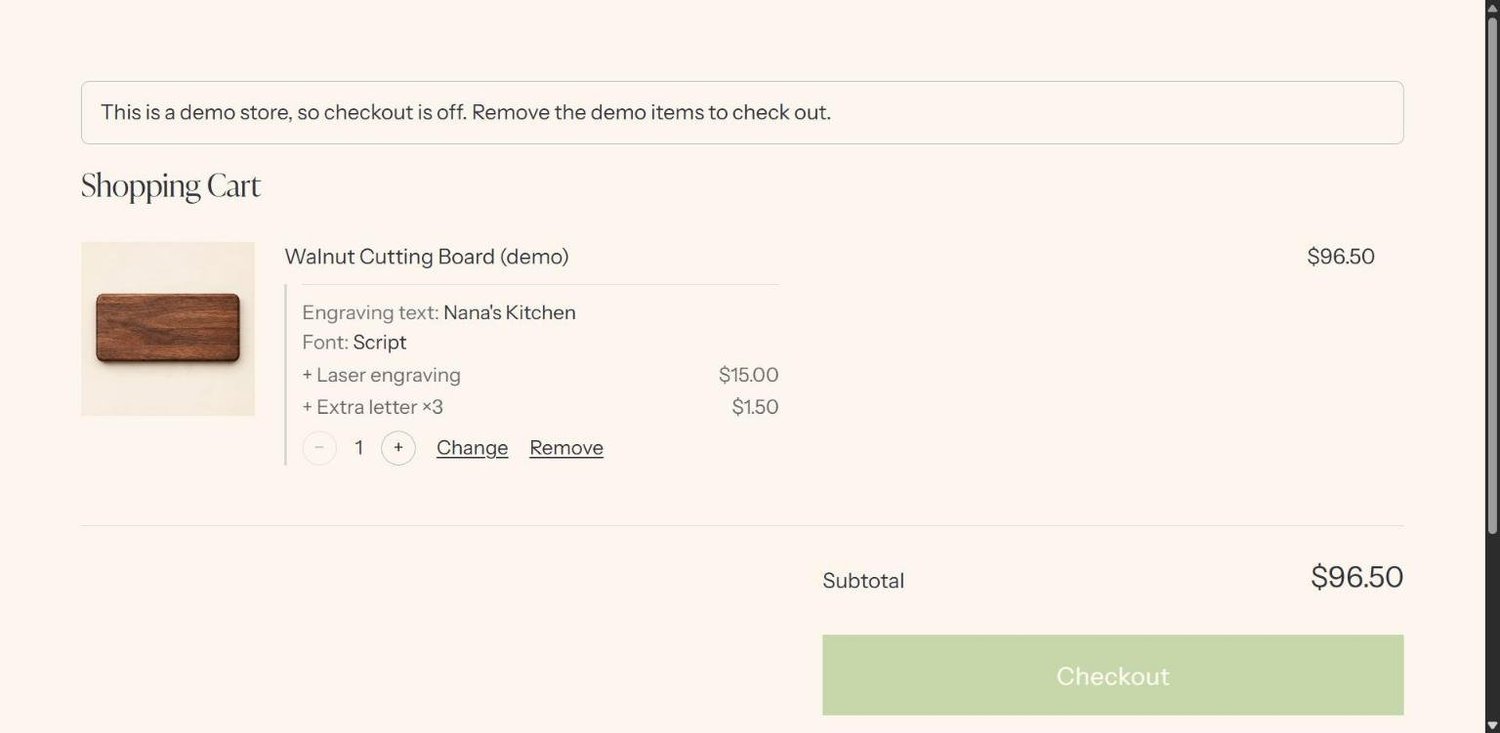 This is a demo store, so checkout is off. Remove the demo items to check out.
Shopping Cart
Walnut Cutting Board (demo) $96.50
Engraving text: Nana's Kitchen
Font: Script
+ Laser engraving $15.00
+ Extra letter ×3 $1.50
− 1 + Change Remove
Subtotal $96.50
Checkout